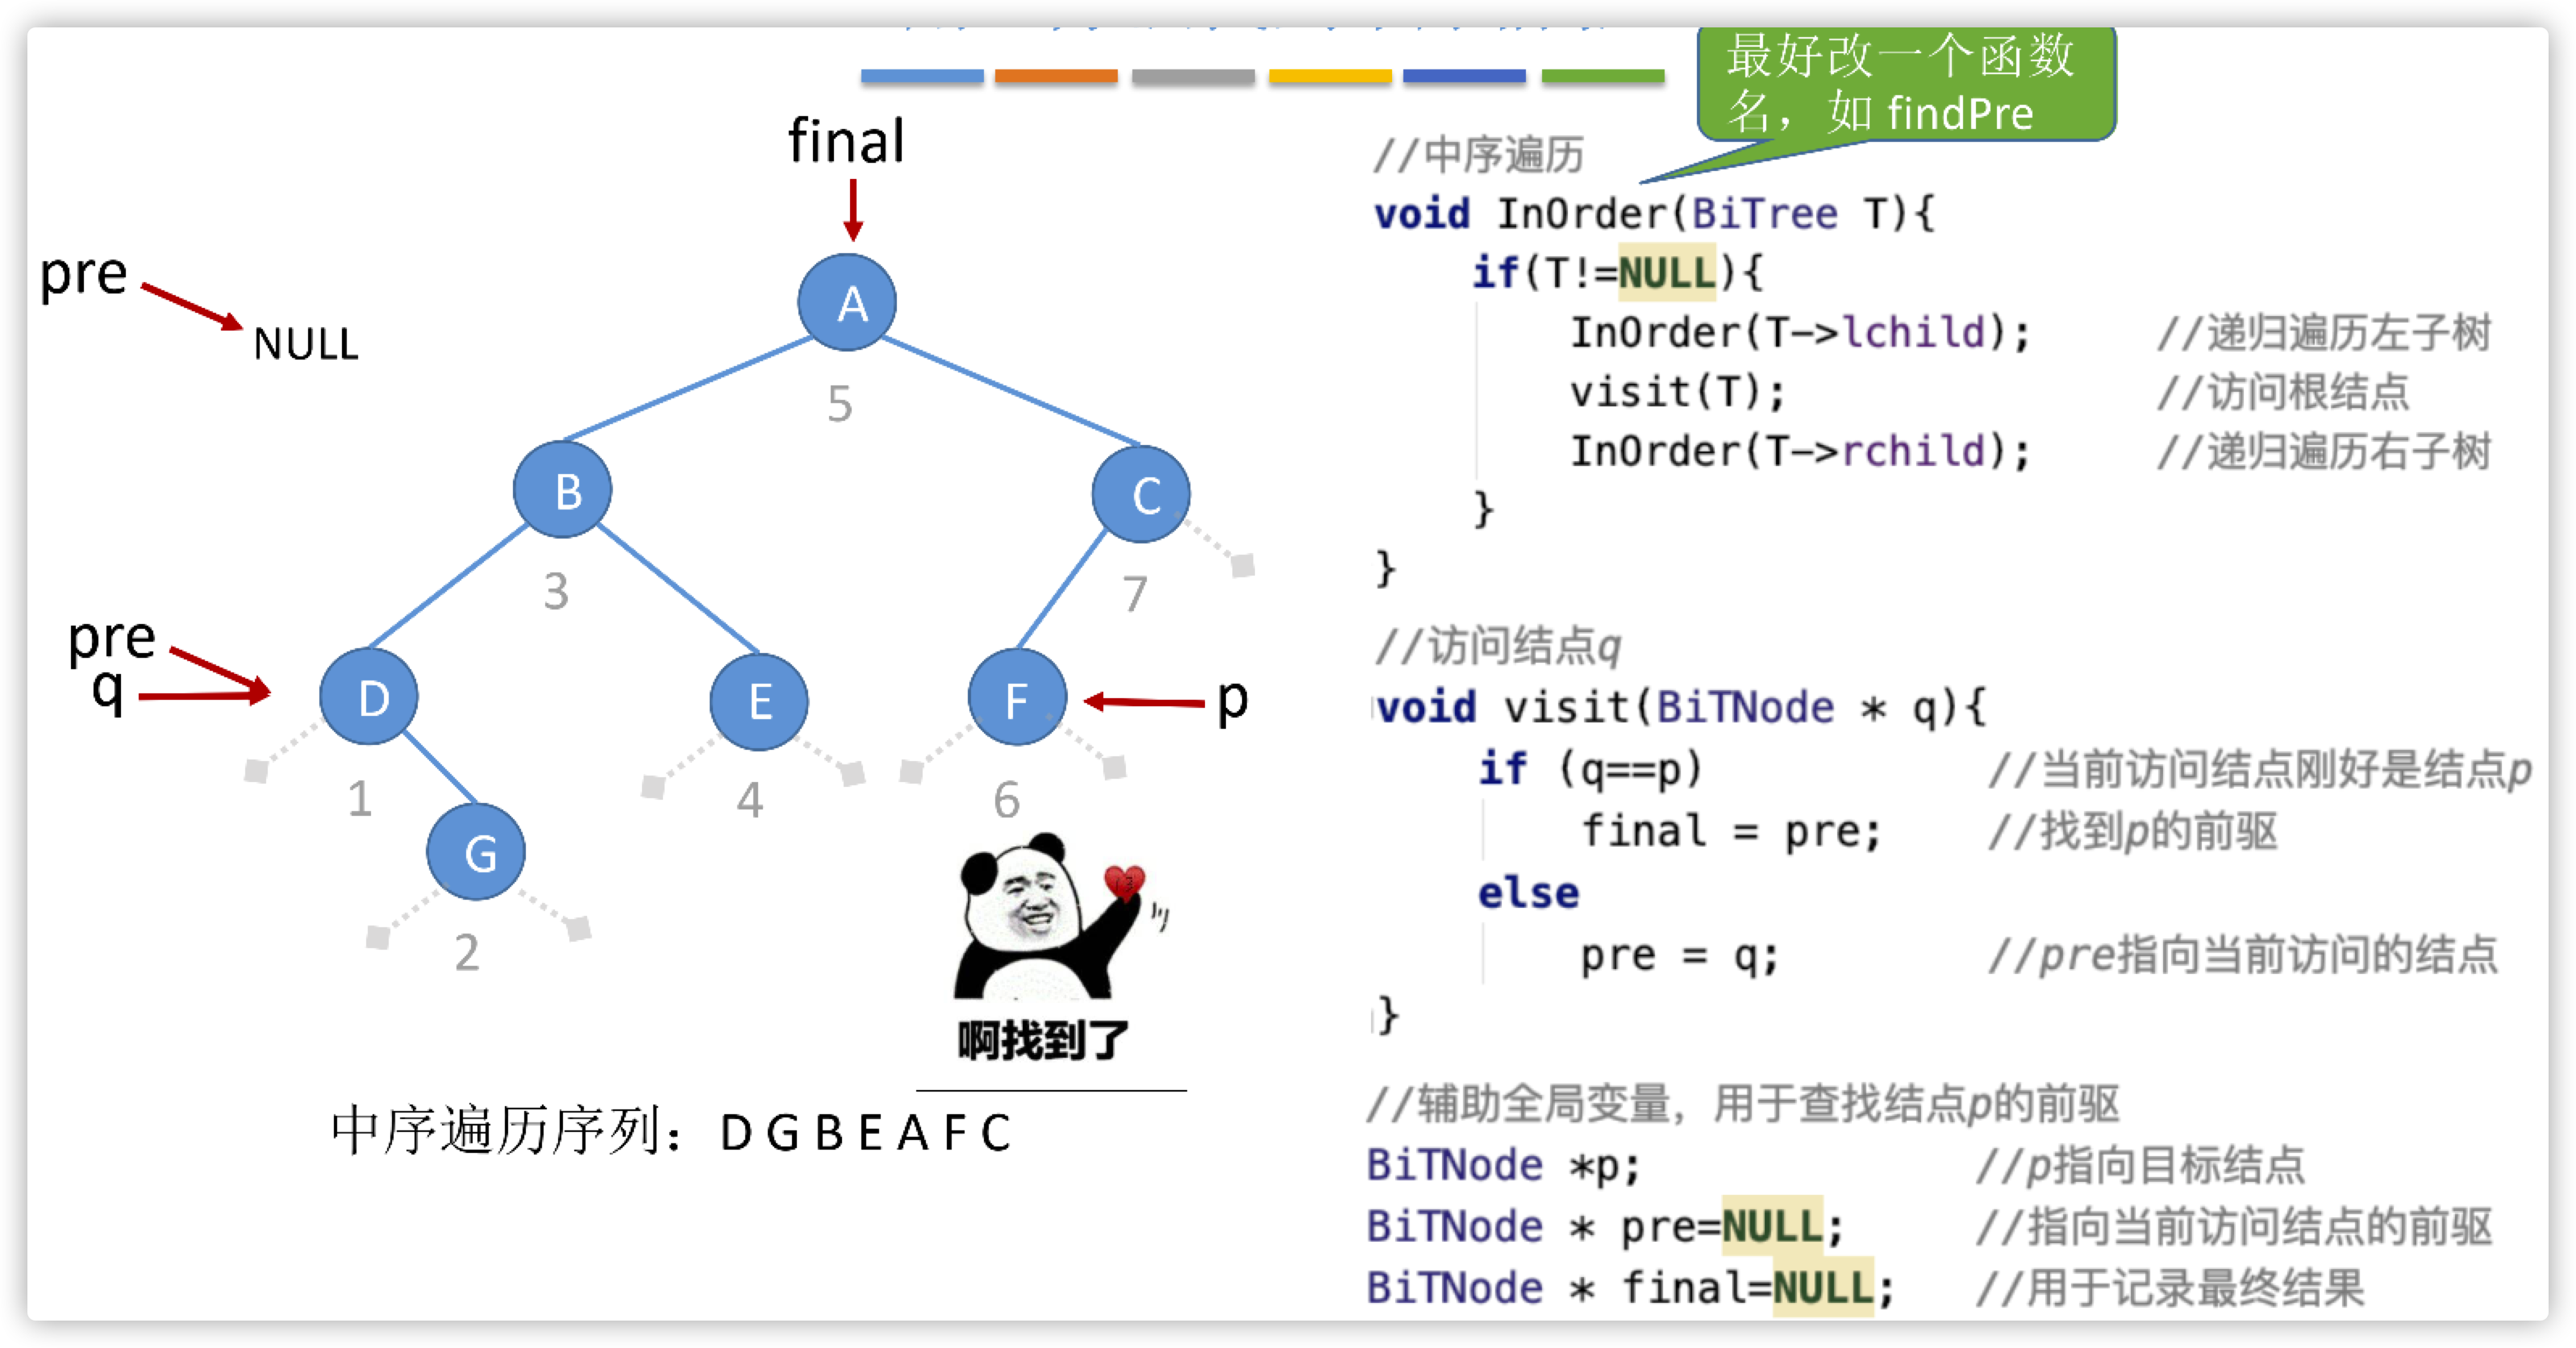 最好改一个函数
名，如 findPre
final
pre
NULL
A
5
B
C
3
7
pre
q
D
E
F
p
1
4
6
G
2
啊找到了
中序遍历序列：D G B E A F C
//中序遍历
void InOrder(BiTree T){
if(T!=NULL){
InOrder(T->lchild); //递归遍历左子树
visit(T); //访问根结点
InOrder(T->rchild); //递归遍历右子树
}
}
//访问结点q
void visit(BiTNode * q){
if (q==p) //当前访问结点刚好是结点p
final = pre; //找到p的前驱
else
pre = q; //pre指向当前访问的结点
}
//辅助全局变量，用于查找结点p的前驱
BiTNode *p; //p指向目标结点
BiTNode * pre=NULL; //指向当前访问结点的前驱
BiTNode * final=NULL; //用于记录最终结果